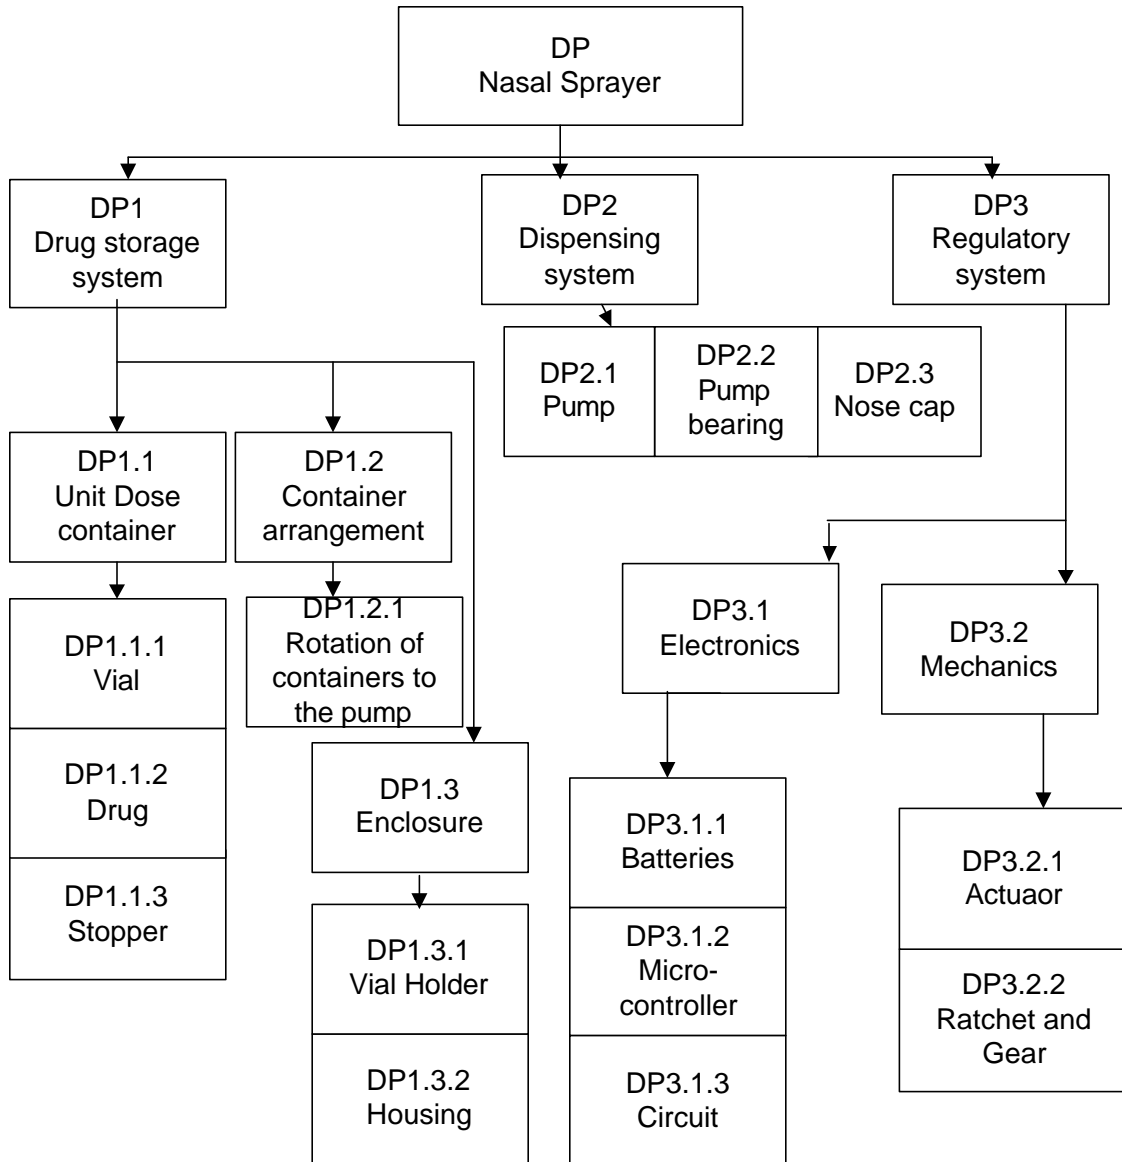 DP
Nasal Sprayer
DP1
Drug storage
system
DP2
Dispensing
system
DP3
Regulatory
system
DP2.1
Pump
DP2.2
Pump
bearing
DP2.3
Nose cap
DP1.1
Unit Dose
container
DP1.2
Container
arrangement
DP1.1.1
Vial
DP1.1.2
Drug
DP1.1.3
Stopper
DP1.2.1
Rotation of
containers to
the pump
DP1.3
Enclosure
DP1.3.1
Vial Holder
DP1.3.2
Housing
DP3.1
Electronics
DP3.2
Mechanics
DP3.1.1
Batteries
DP3.1.2
Micro-
controller
DP3.1.3
Circuit
DP3.2.1
Actuaor
DP3.2.2
Ratchet and
Gear